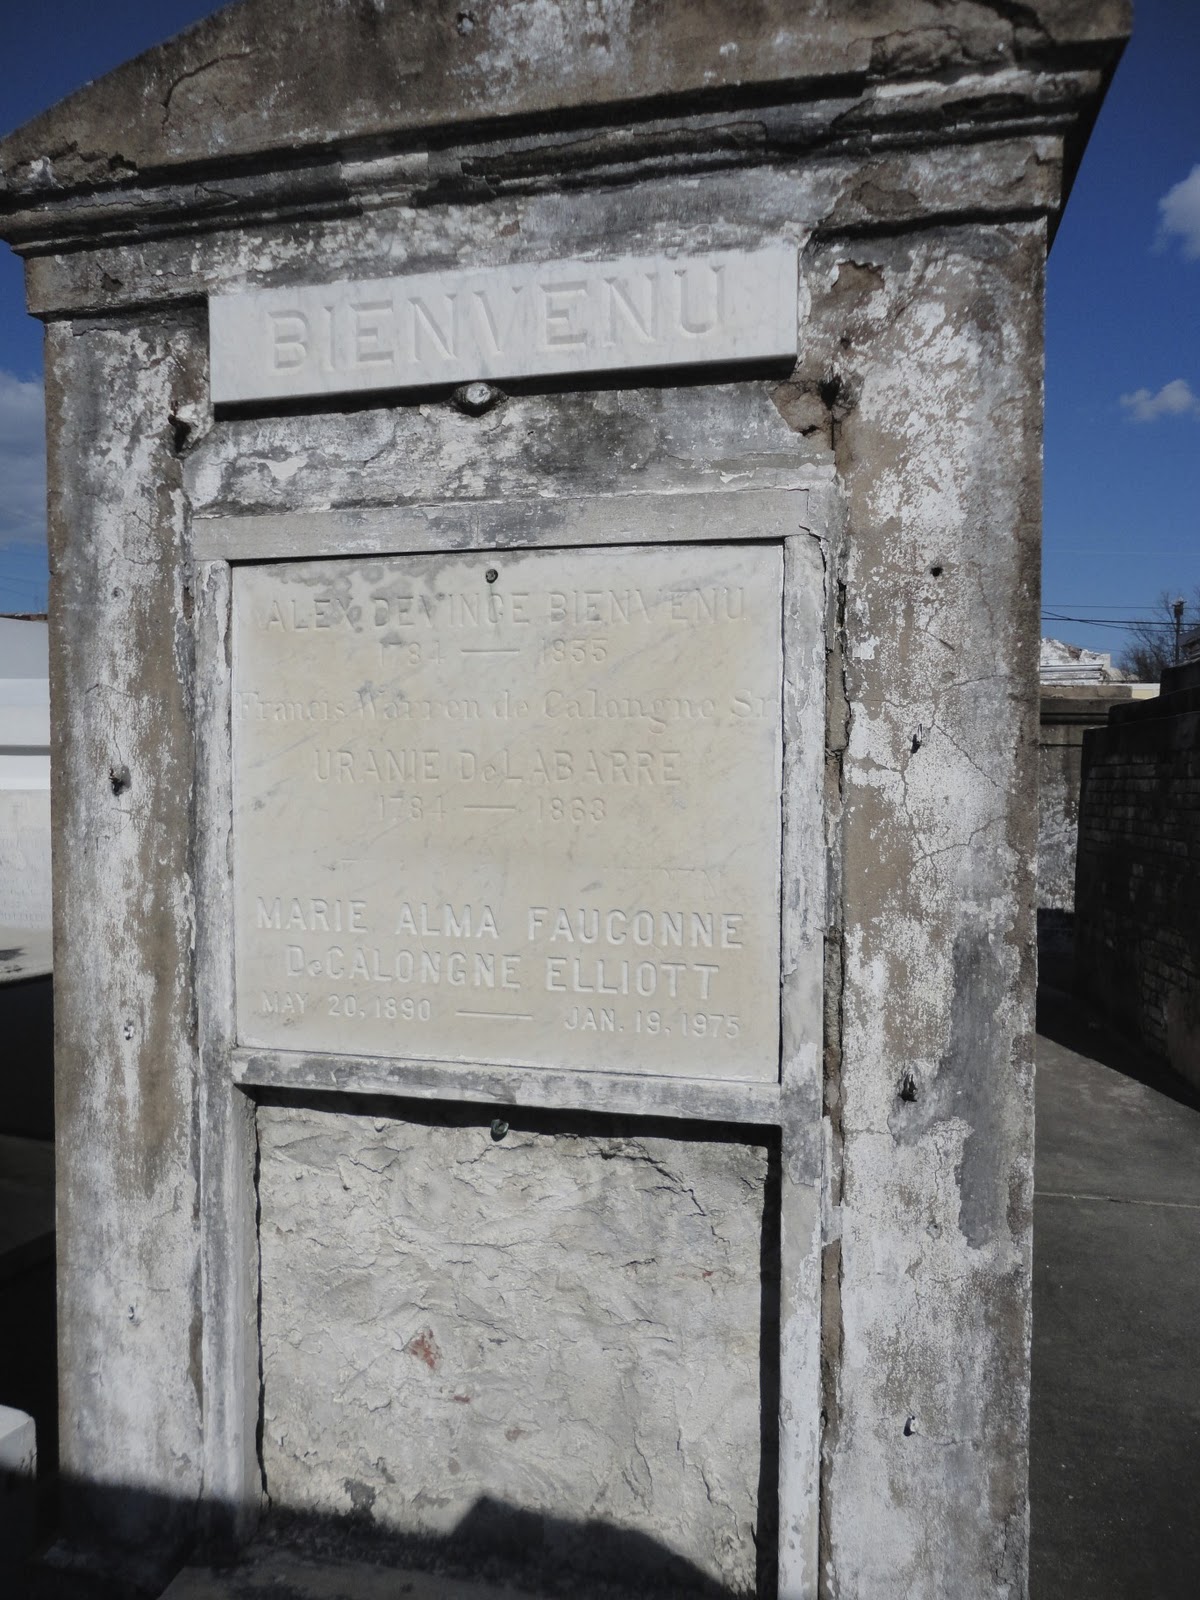 BIENVENU
ALEX. DEVINCE BIENVENU
1784 — 1855
Francis Warren de Calongne Sr
URANIE DeLABARRE
1784 — 1863
MARIE ALMA FAUCONNE
DeCALONGNE ELLIOTT
MAY 20, 1890 — JAN. 19, 1975